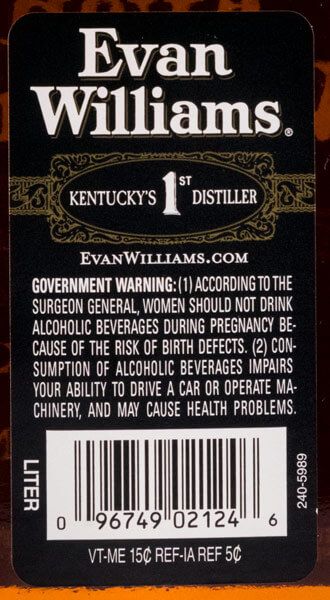 Evan
Williams®
KENTUCKY'S 1ST DISTILLER
EVANWILLIAMS.COM
GOVERNMENT WARNING: (1) ACCORDING TO THE
SURGEON GENERAL, WOMEN SHOULD NOT DRINK
ALCOHOLIC BEVERAGES DURING PREGNANCY BE-
CAUSE OF THE RISK OF BIRTH DEFECTS. (2) CON-
SUMPTION OF ALCOHOLIC BEVERAGES IMPAIRS
YOUR ABILITY TO DRIVE A CAR OR OPERATE MA-
CHINERY, AND MAY CAUSE HEALTH PROBLEMS.
LITER
0 96749 02124 6
240-5989
VT-ME 15¢ REF-IA REF 5¢